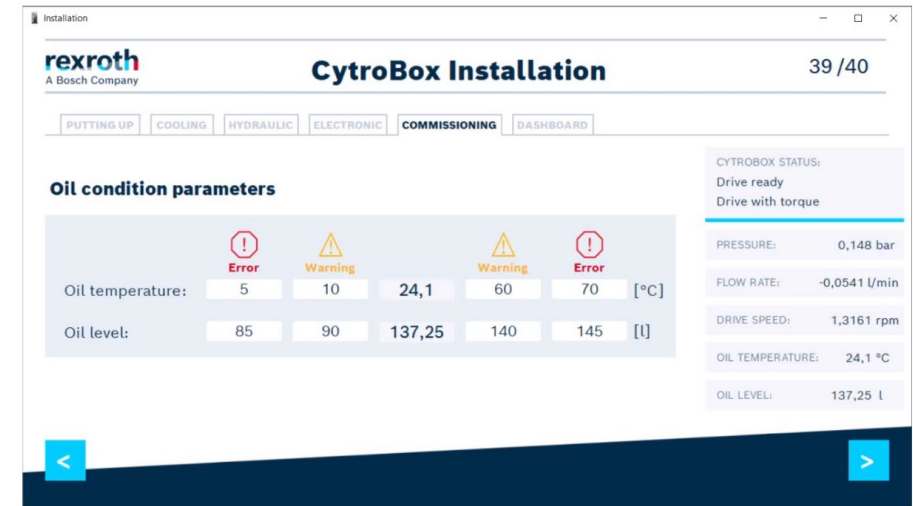 Installation
rexroth
A Bosch Company
CytroBox Installation
39/40
PUTTING UP COOLING HYDRAULIC ELECTRONIC COMMISSIONING DASHBOARD
Oil condition parameters
Error Warning Warning Error
Oil temperature: 5 10 24,1 60 70 [°C]
Oil level: 85 90 137,25 140 145 [l]
CYTROBOX STATUS:
Drive ready
Drive with torque
PRESSURE: 0,148 bar
FLOW RATE: -0,0541 l/min
DRIVE SPEED: 1,3161 rpm
OIL TEMPERATURE: 24,1 °C
OIL LEVEL: 137,25 l
< >